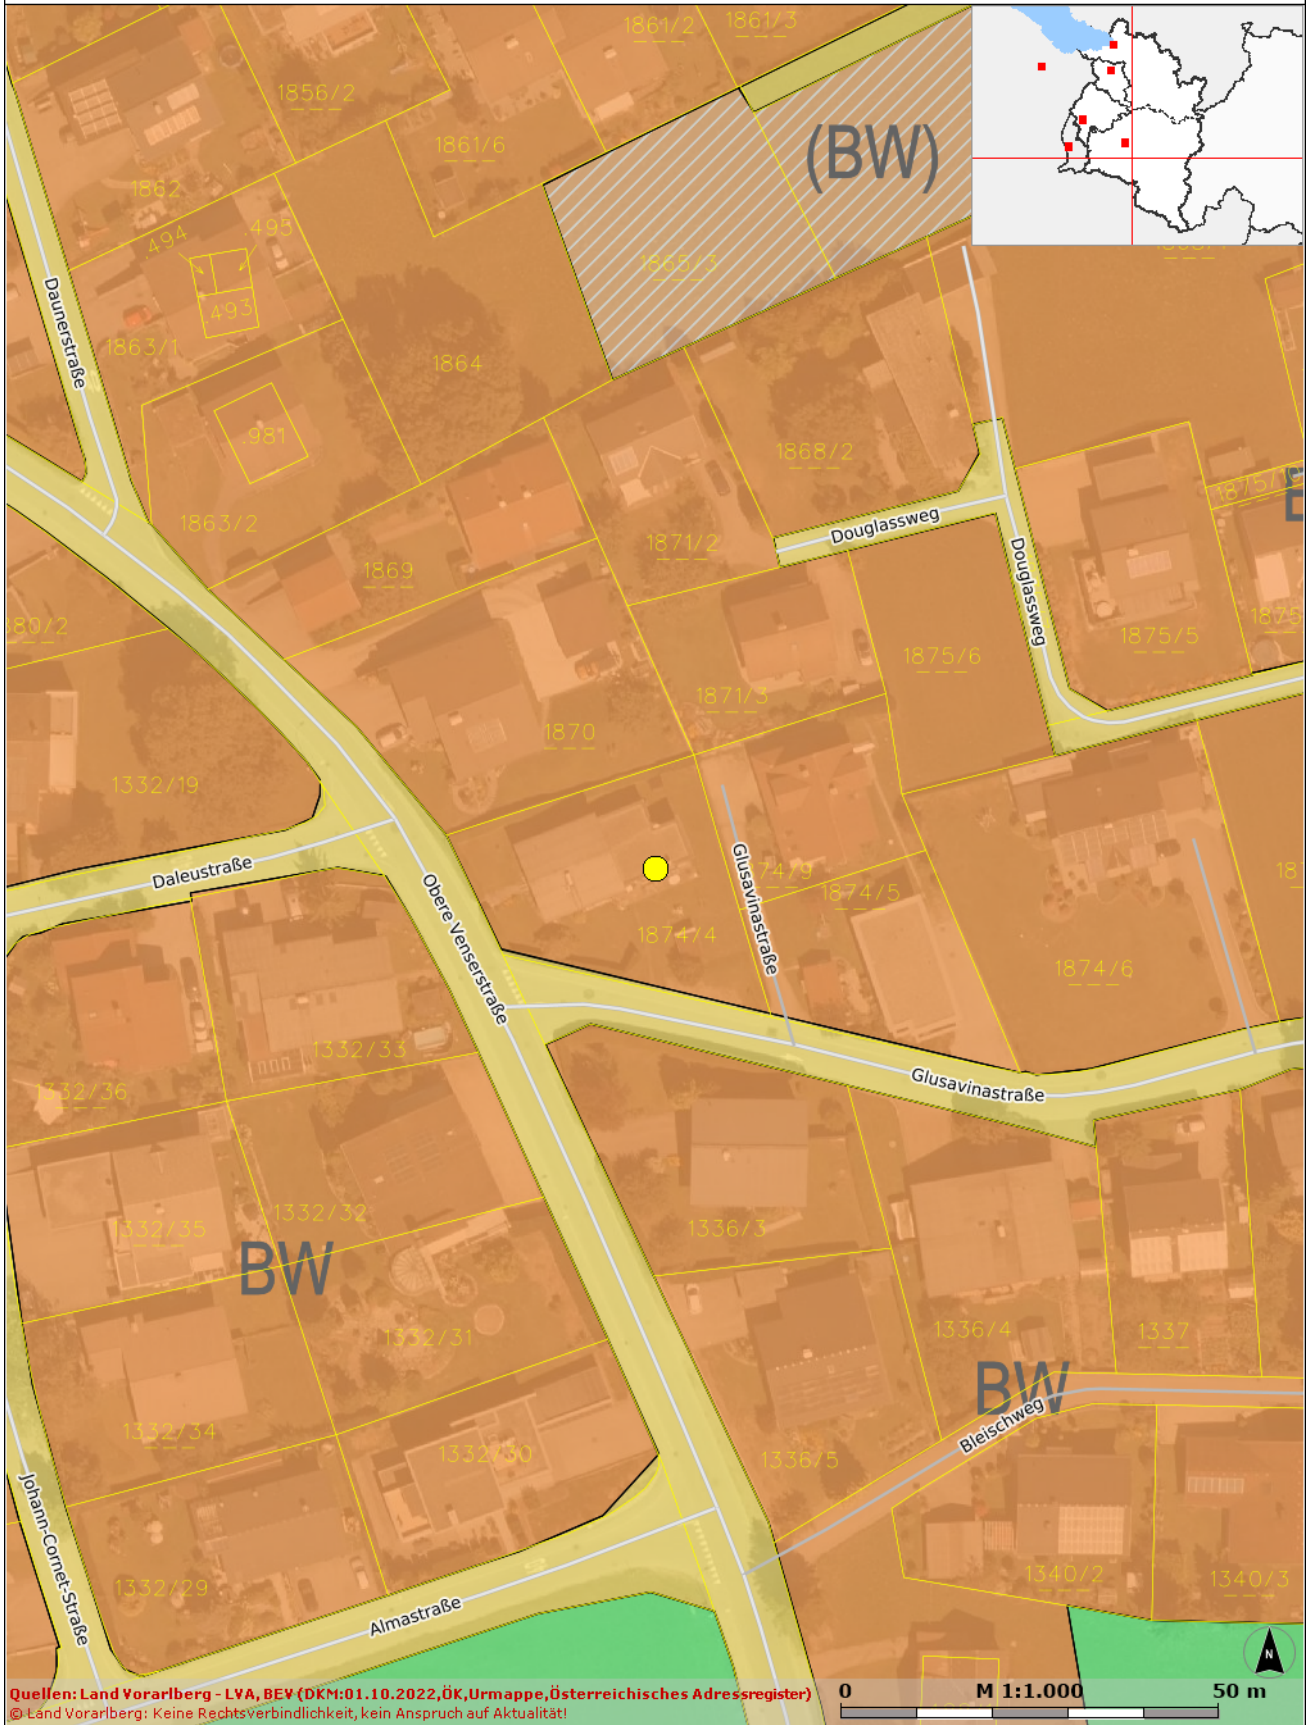 1861/2
1861/3
1856/2
1861/6
(BW)
1862
.494
.495
.493
1865/3
Daunerstraße
1863/1
1864
.981
1868/2
1863/2
Douglassweg
1871/2
1869
Douglassweg
1875/5
1875/6
1871/3
1870
1332/19
Daleustraße
Obere Venserstraße
Glusavinastraße
1874/5
1874/4
1874/6
1332/33
1332/36
Glusavinastraße
1332/35
1332/32
1336/3
BW
1332/31
1336/4
1337
BW
Bleischweg
1332/34
1332/30
1336/5
Johann-Cornet-Straße
1332/29
Almastraße
1340/2
1340/3
N
Quellen: Land Vorarlberg - LVA, BEV (DKM:01.10.2022,ÖK,Urmappe,Österreichisches Adressregister)
© Land Vorarlberg: Keine Rechtsverbindlichkeit, kein Anspruch auf Aktualität!
0 M 1:1.000 50 m